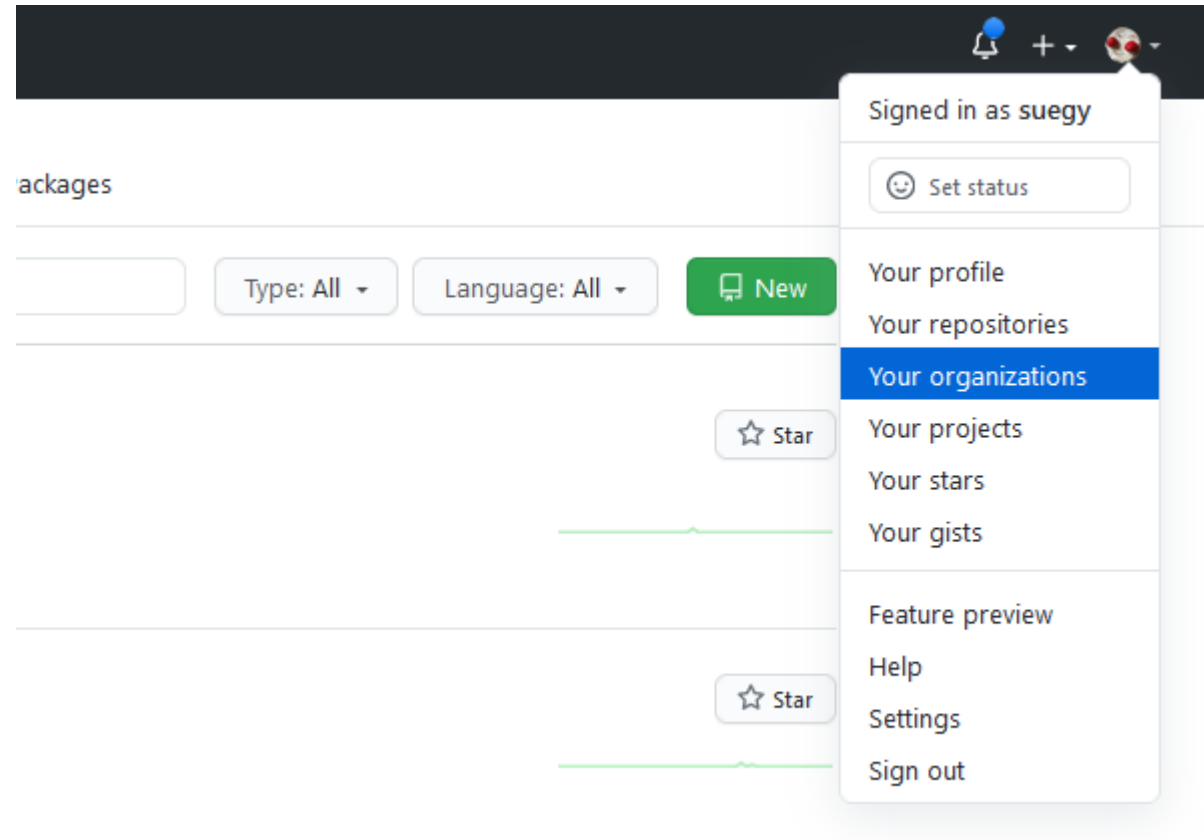 Signed in as suegy
ackages
Set status
Type: All
Language: All
New
Your profile
Your repositories
Your organizations
Your projects
Your stars
Your gists
Star
Feature preview
Help
Settings
Sign out
Star